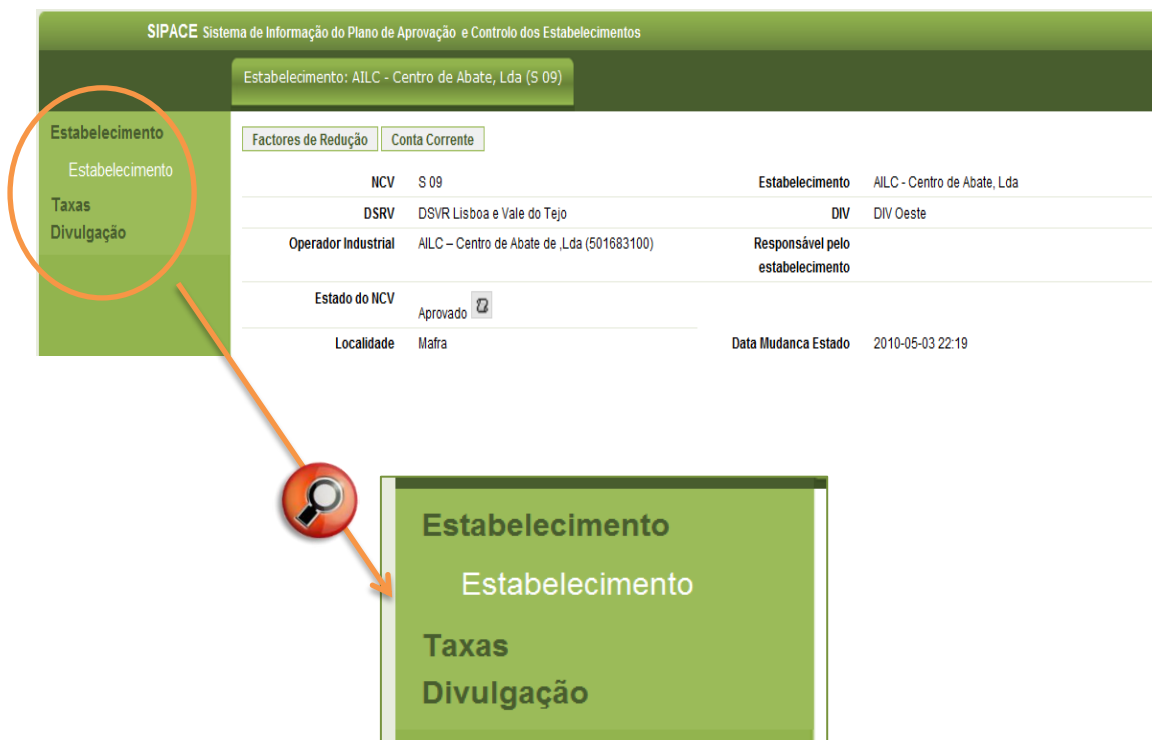 SIPACE Sistema de Informação do Plano de Aprovação e Controlo dos Estabelecimentos
Estabelecimento: AILC - Centro de Abate, Lda (S 09)
Estabelecimento
Estabelecimento
Taxas
Divulgação
Factores de Redução Conta Corrente
NCV S 09 Estabelecimento AILC - Centro de Abate, Lda
DSRV DSVR Lisboa e Vale do Tejo DIV DIV Oeste
Operador Industrial AILC – Centro de Abate de ,Lda (501683100) Responsável pelo
estabelecimento
Estado do NCV Aprovado
Localidade Mafra Data Mudanca Estado 2010-05-03 22:19
Estabelecimento
Estabelecimento
Taxas
Divulgação